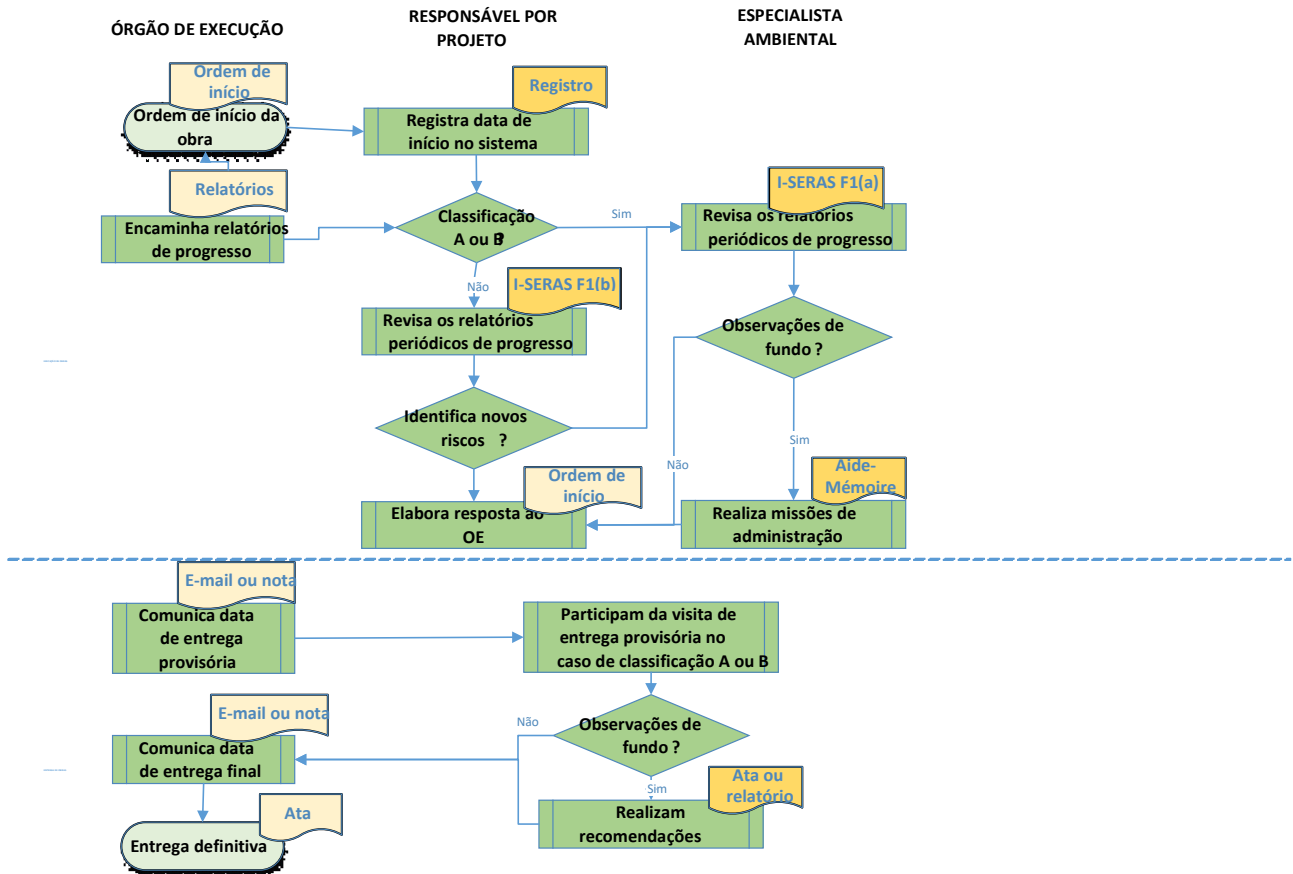 ÓRGÃO DE EXECUÇÃO
RESPONSÁVEL POR
PROJETO
ESPECIALISTA
AMBIENTAL
Ordem de
início
Ordem de início da
obra
Registro
Registra data de
início no sistema
Relatórios
Encaminha relatórios
de progresso
Classificação
A ou B?
Sim
Não
I-SERAS F1(a)
Revisa os relatórios
periódicos de progresso
I-SERAS F1(b)
Revisa os relatórios
periódicos de progresso
Observações de
fundo ?
Identifica novos
riscos ?
Sim
Não
Ordem de
início
Elabora resposta ao
OE
Aide-
Mémoire
Realiza missões de
administração
E-mail ou nota
Comunica data
de entrega
provisória
Participam da visita de
entrega provisória no
caso de classificação A ou B
E-mail ou nota
Comunica data
de entrega final
Não
Observações de
fundo ?
Sim
Ata ou
relatório
Realizam
recomendações
Ata
Entrega definitiva